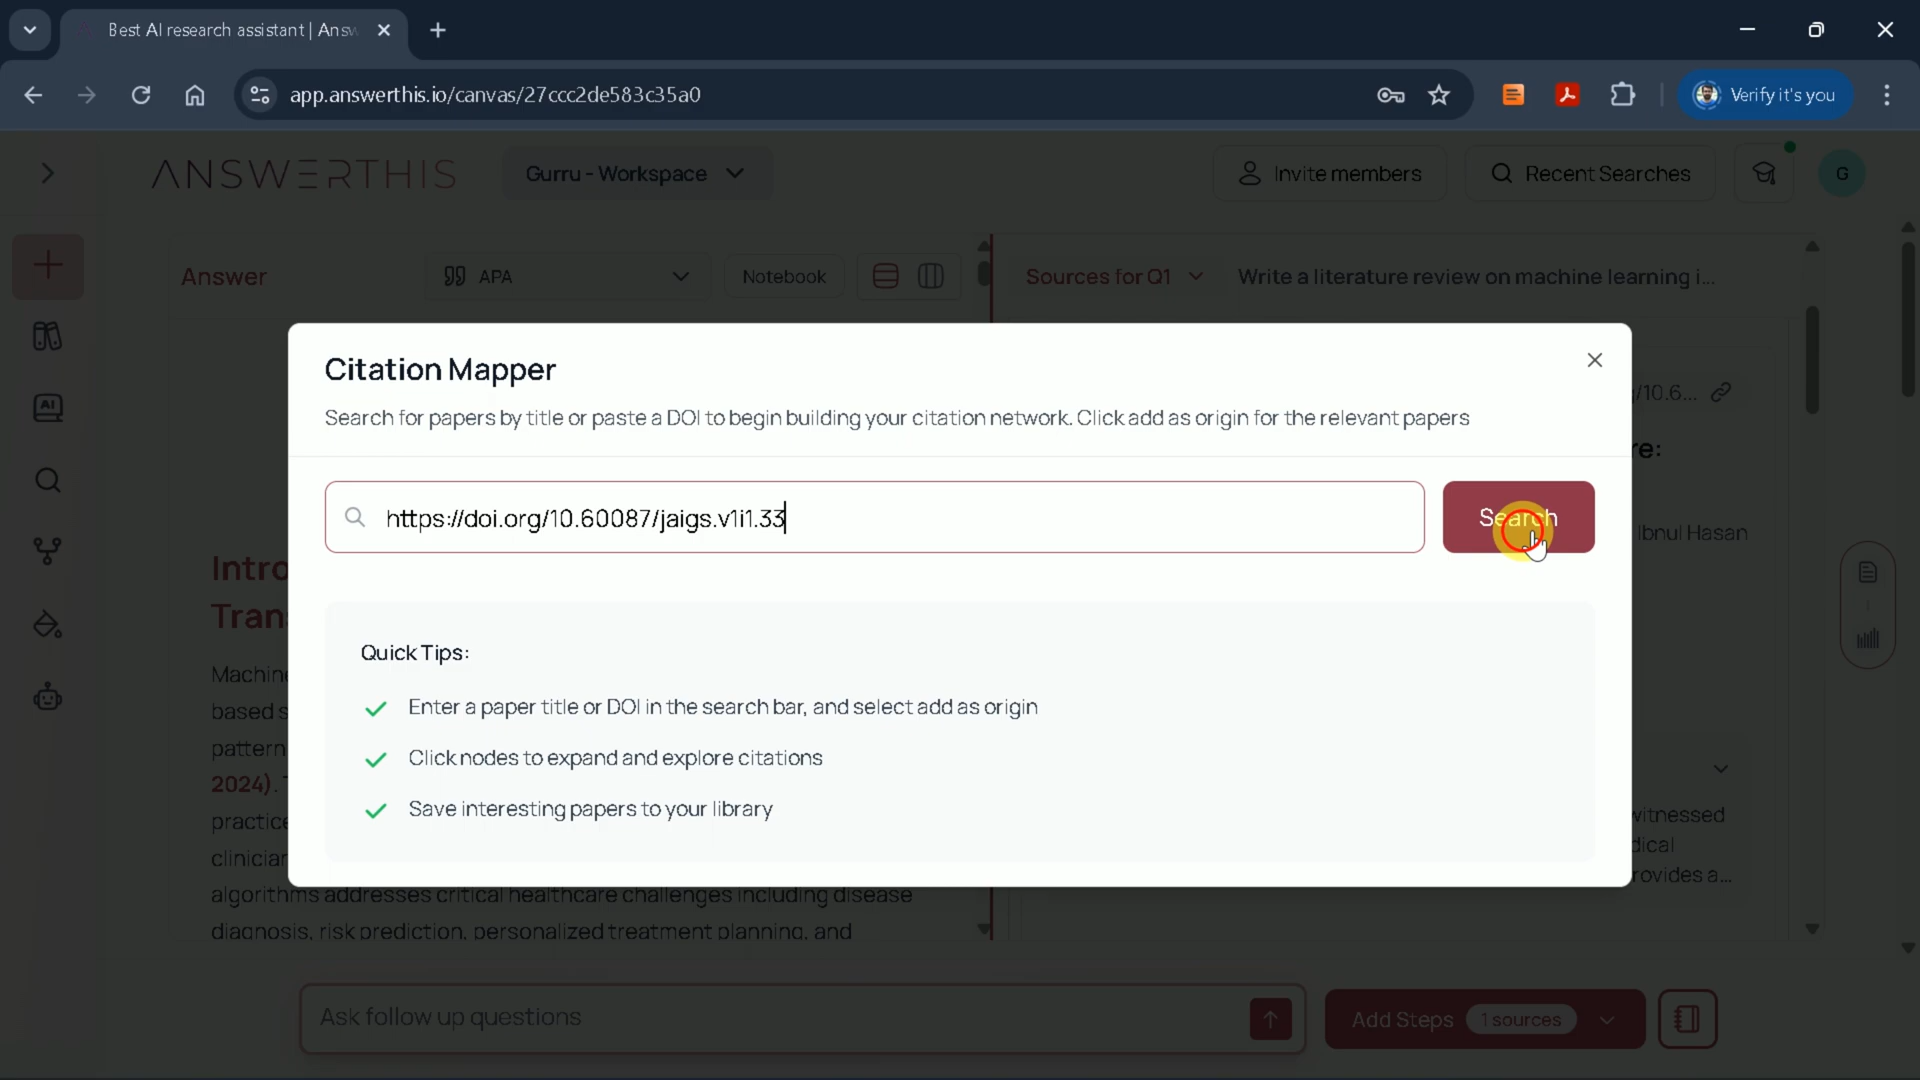 Best AI research assistant | Answ
app.answerthis.io/canvas/27ccc2de583c35a0
Verify it's you
ANSWERTHIS
Gurru - Workspace
Invite members
Recent Searches
G
Answer
APA
Notebook
Sources for Q1
Write a literature review on machine learning i...
Citation Mapper
/10.6...
Search for papers by title or paste a DOI to begin building your citation network. Click add as origin for the relevant papers
re:
https://doi.org/10.60087/jaigs.v1i1.33
Search
Ibnul Hasan
Intro
Tran
Quick Tips:
Machine
based s
Enter a paper title or DOI in the search bar, and select add as origin
pattern
Click nodes to expand and explore citations
2024).
Save interesting papers to your library
practice
witnessed
dical
clinician
rovides a...
algorithms addresses critical healthcare challenges including disease
diagnosis, risk prediction, personalized treatment planning, and
Ask follow up questions
Add Steps
1 sources